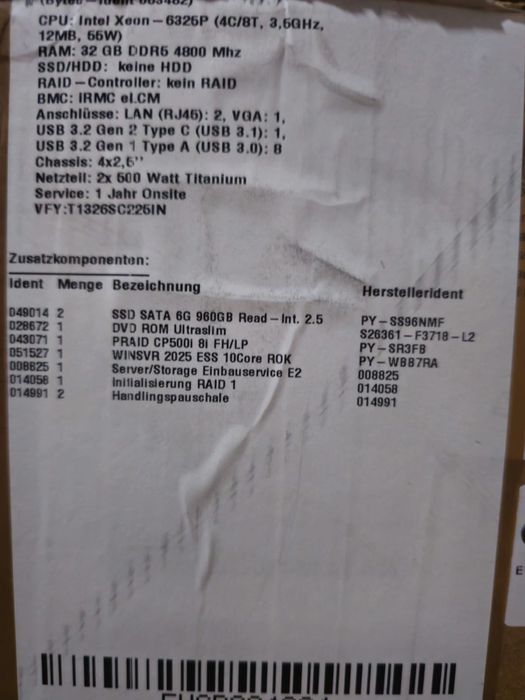 CPU: Intel Xeon-6325P (4C/8T, 3,5GHz,
12MB, 55W)
RAM: 32 GB DDR5 4800 Mhz
SSD/HDD: keine HDD
RAID-Controller: kein RAID
BMC: iRMC eLCM
Anschlüsse: LAN (RJ45): 2, VGA: 1,
USB 3.2 Gen 2 Type C (USB 3.1): 1,
USB 3.2 Gen 1 Type A (USB 3.0): 8
Chassis: 4x2,5''
Netzteil: 2x 500 Watt Titanium
Service: 1 Jahr Onsite
VFY:T1326SC225IN
Zusatzkomponenten:
Ident Menge Bezeichnung Herstellerident
049014 2 SSD SATA 6G 960GB Read-Int. 2.5 PY-SS96NMF
028672 1 DVD ROM Ultraslim S26361-F3718-L2
043071 1 PRAID CP500i 8i FH/LP PY-SR3FB
051527 1 WINSVR 2025 ESS 10Core ROK PY-WBB7RA
008825 1 Server/Storage Einbauservice E2 008825
014058 1 Initialisierung RAID 1 014058
014991 2 Handlingspauschale 014991